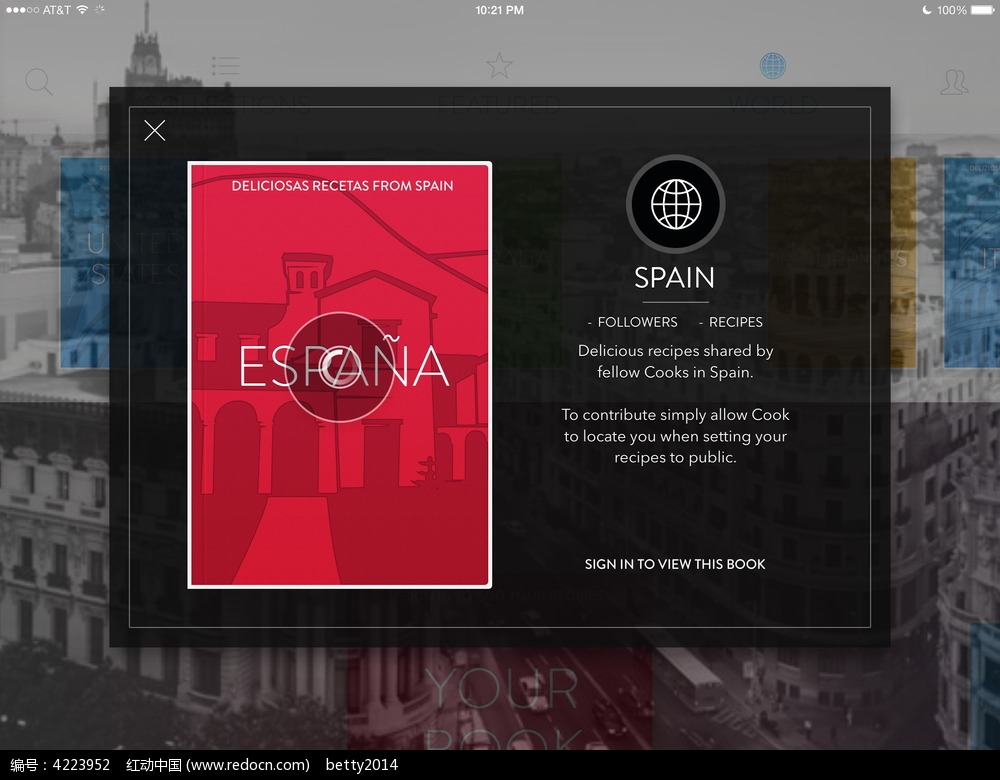 AT&T
10:21 PM
100%
COLLECTIONS
FEATURED
WORLD
DELICIOSAS RECETAS FROM SPAIN
ESPAÑA
UNITED
STATES
SPAIN
- FOLLOWERS - RECIPES
Delicious recipes shared by
fellow Cooks in Spain.
To contribute simply allow Cook
to locate you when setting your
recipes to public.
SIGN IN TO VIEW THIS BOOK
YOUR
BOOK
编号：4223952 红动中国 (www.redocn.com) betty2014